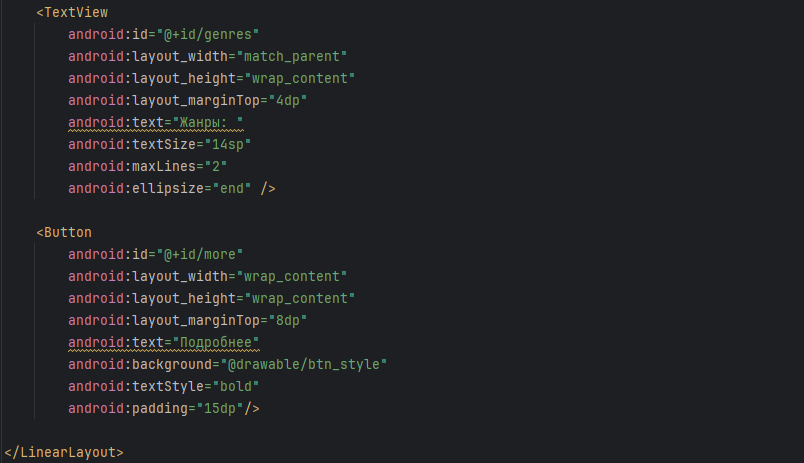 <TextView
android:id="@+id/genres"
android:layout_width="match_parent"
android:layout_height="wrap_content"
android:layout_marginTop="4dp"
android:text="Жанры: "
android:textSize="14sp"
android:maxLines="2"
android:ellipsize="end" />
<Button
android:id="@+id/more"
android:layout_width="wrap_content"
android:layout_height="wrap_content"
android:layout_marginTop="8dp"
android:text="Подробнее"
android:background="@drawable/btn_style"
android:textStyle="bold"
android:padding="15dp"/>
</LinearLayout>